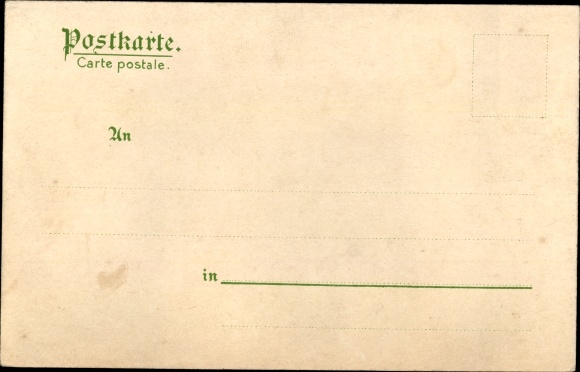 Postkarte.
Carte postale.
An
in